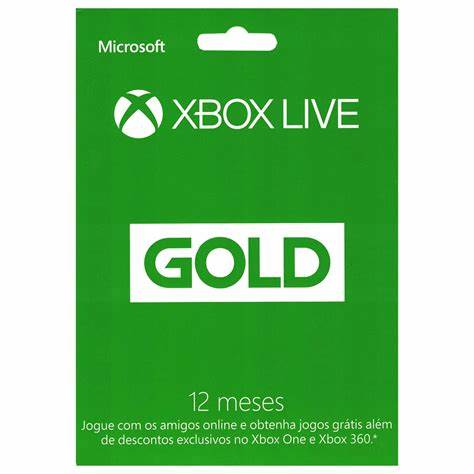 Microsoft
XBOX LIVE
GOLD
12 meses
Jogue com os amigos online e obtenha jogos grátis além
de descontos exclusivos no Xbox One e Xbox 360.*